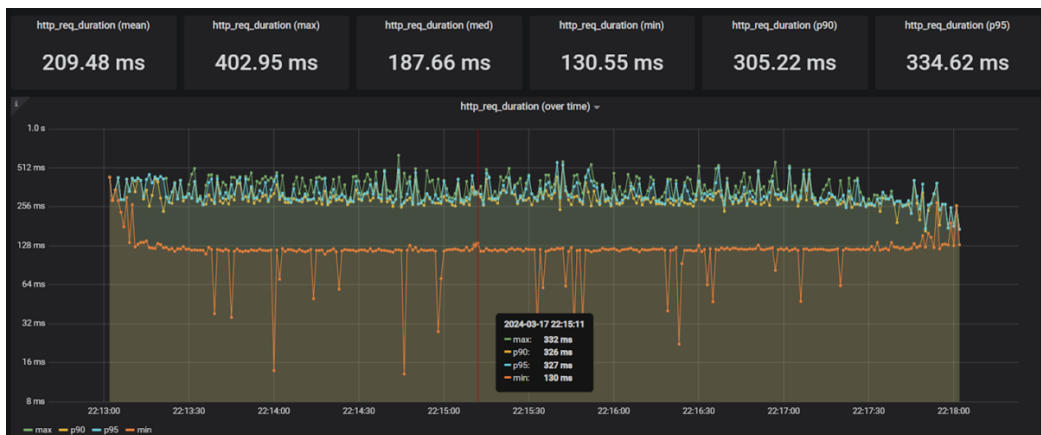 http_req_duration (mean)
http_req_duration (max)
http_req_duration (med)
http_req_duration (min)
http_req_duration (p90)
http_req_duration (p95)
209.48 ms
402.95 ms
187.66 ms
130.55 ms
305.22 ms
334.62 ms
i
http_req_duration (over time)
1.0 s
512 ms
256 ms
128 ms
64 ms
32 ms
16 ms
8 ms
2024-03-17 22:15:11
max: 332 ms
p90: 326 ms
p95: 327 ms
min: 130 ms
22:13:00 22:13:30 22:14:00 22:14:30 22:15:00 22:15:30 22:16:00 22:16:30 22:17:00 22:17:30 22:18:00
max p90 p95 min